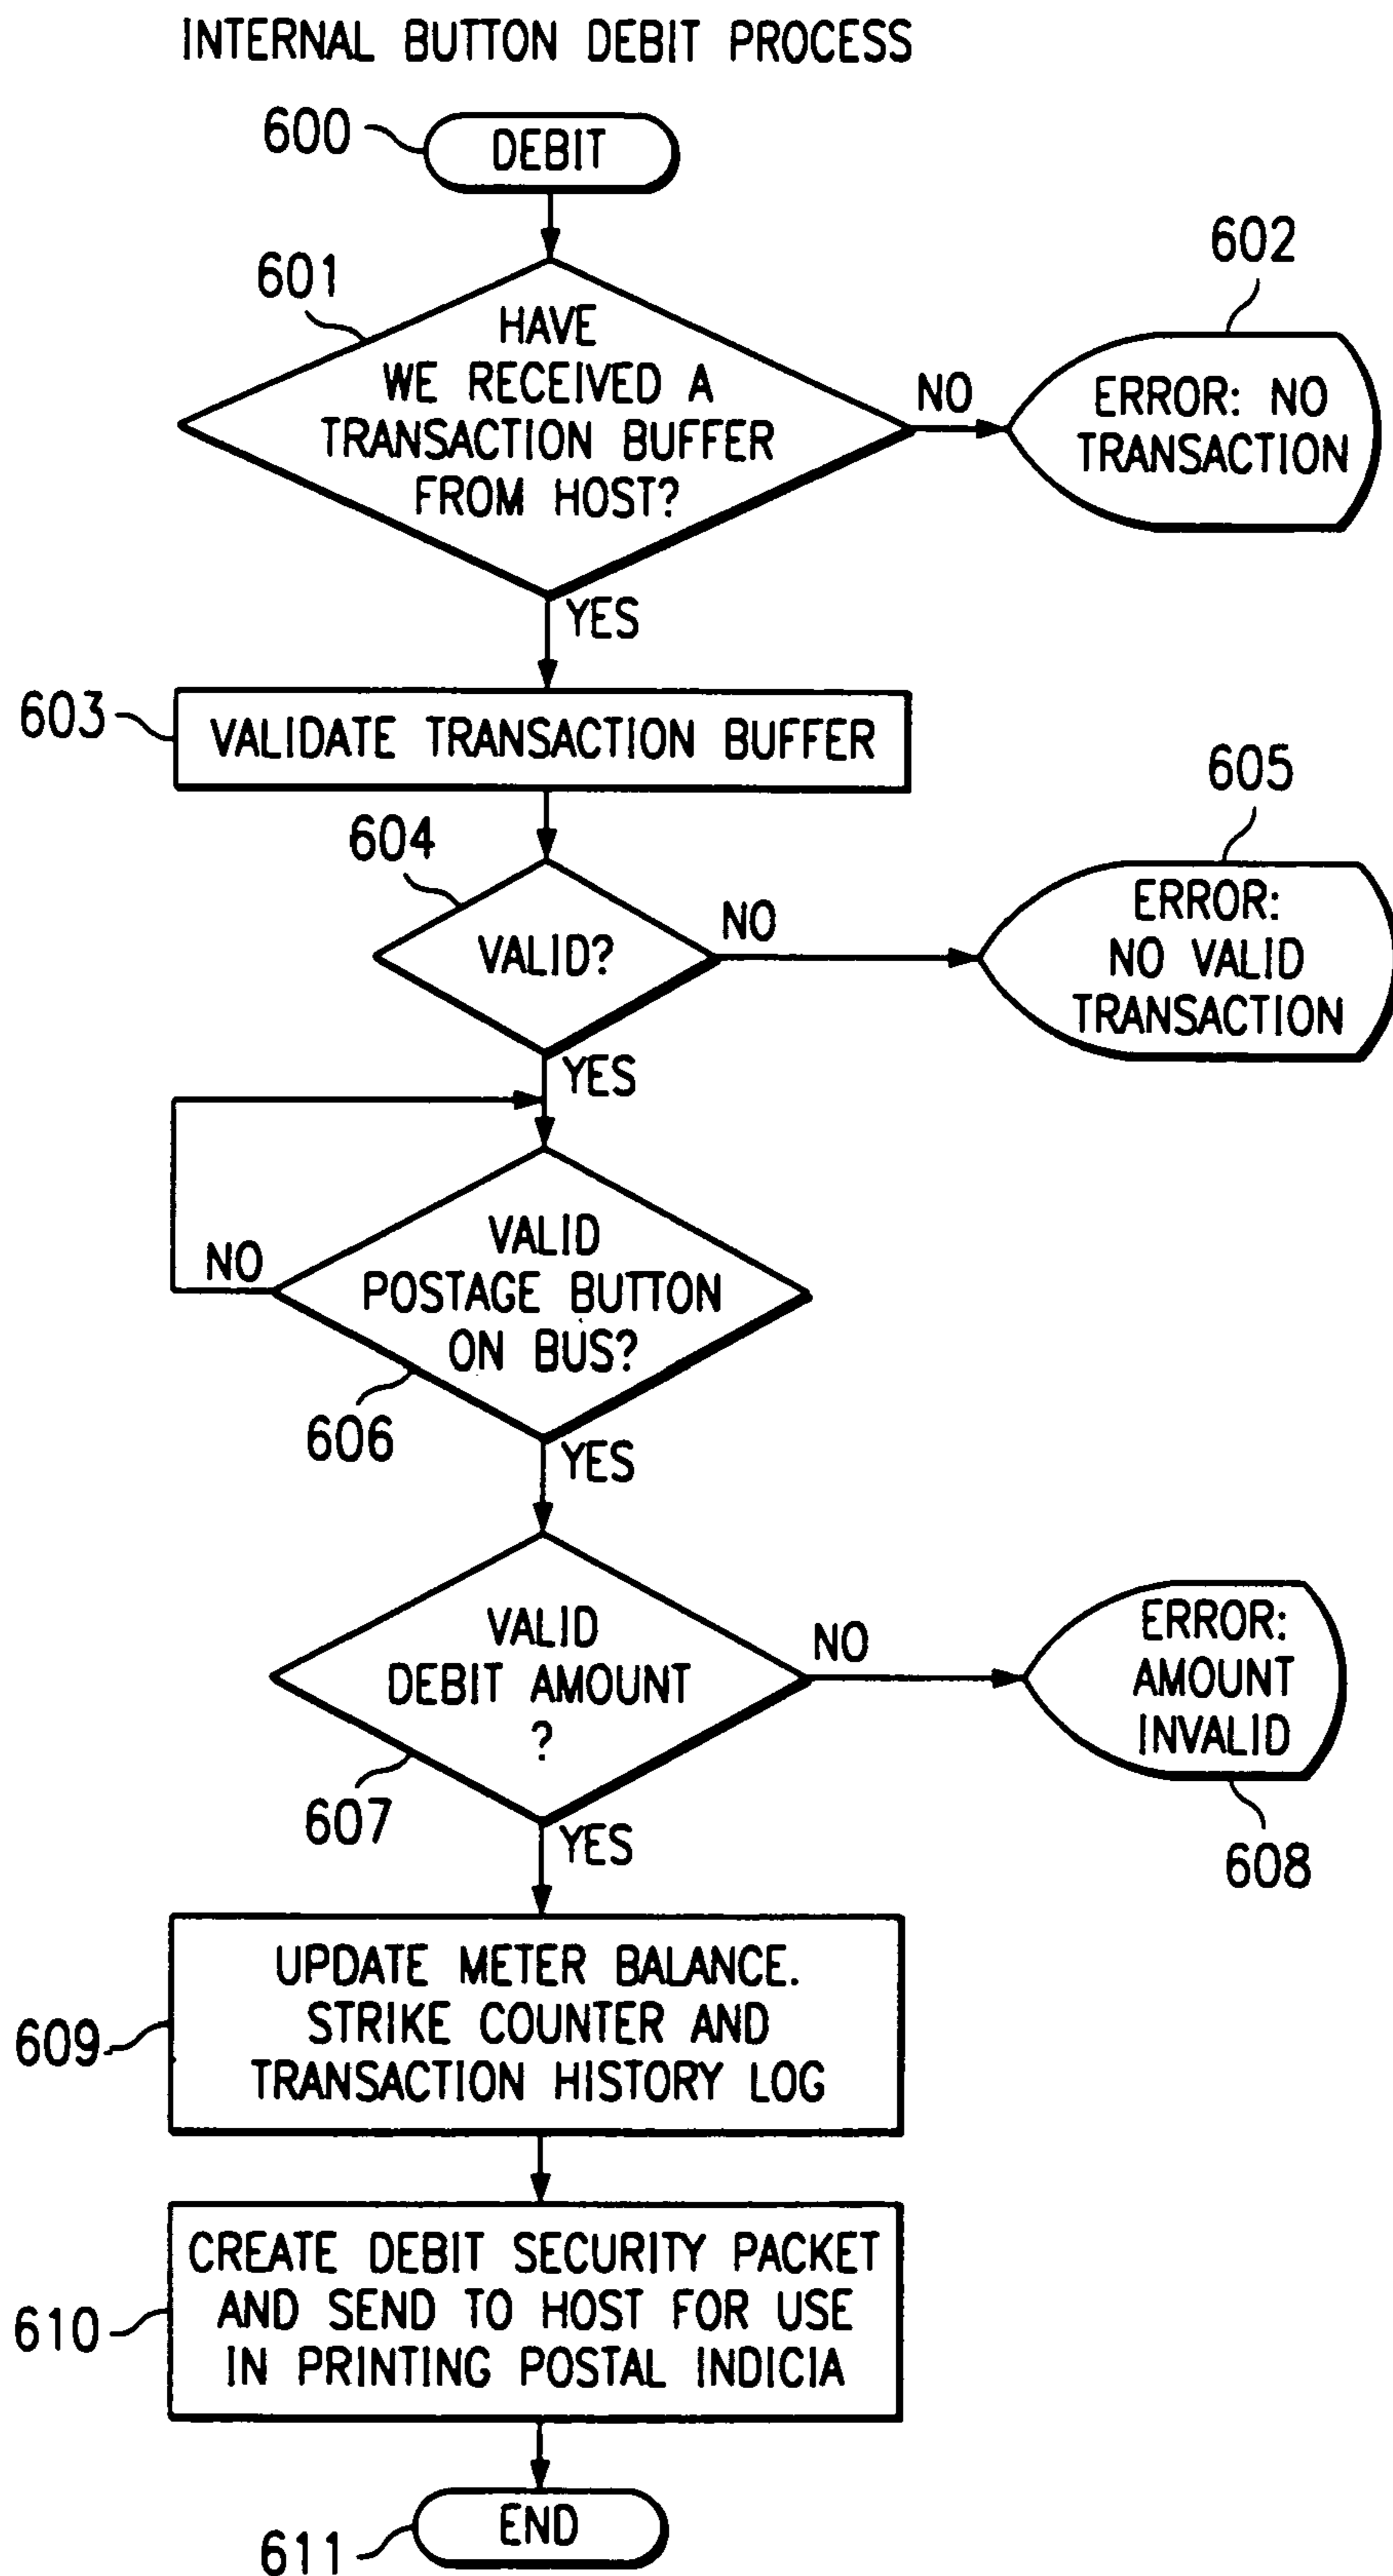 INTERNAL BUTTON DEBIT PROCESS
600
DEBIT
601
HAVE
WE RECEIVED A
TRANSACTION BUFFER
FROM HOST?
NO
602
ERROR: NO
TRANSACTION
YES
603
VALIDATE TRANSACTION BUFFER
604
VALID?
NO
605
ERROR:
NO VALID
TRANSACTION
YES
VALID
POSTAGE BUTTON
ON BUS?
NO
606
YES
VALID
DEBIT AMOUNT
?
607
NO
ERROR:
AMOUNT
INVALID
608
YES
609
UPDATE METER BALANCE.
STRIKE COUNTER AND
TRANSACTION HISTORY LOG
610
CREATE DEBIT SECURITY PACKET
AND SEND TO HOST FOR USE
IN PRINTING POSTAL INDICIA
611
END